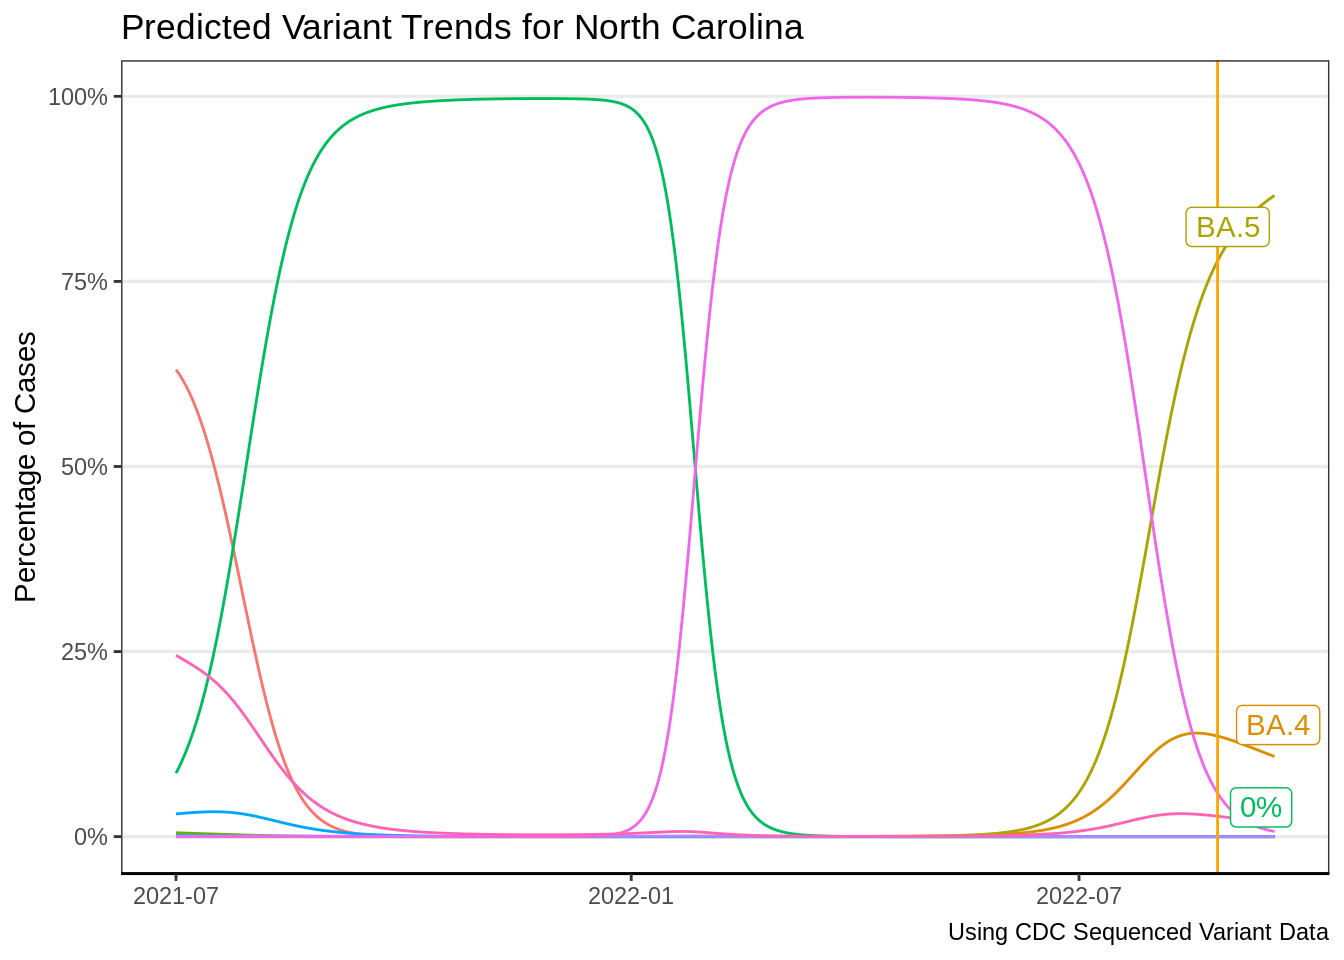 Predicted Variant Trends for North Carolina
Percentage of Cases
100%
75%
50%
25%
0%
BA.5
BA.4
0%
2021-07
2022-01
2022-07
Using CDC Sequenced Variant Data